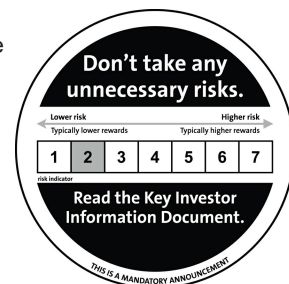 e
Don’t take any
unnecessary risks.
Lower risk Higher risk
Typically lower rewards Typically higher rewards
1 2 3 4 5 6 7
risk indicator
Read the Key Investor
Information Document.
THIS IS A MANDATORY ANNOUNCEMENT